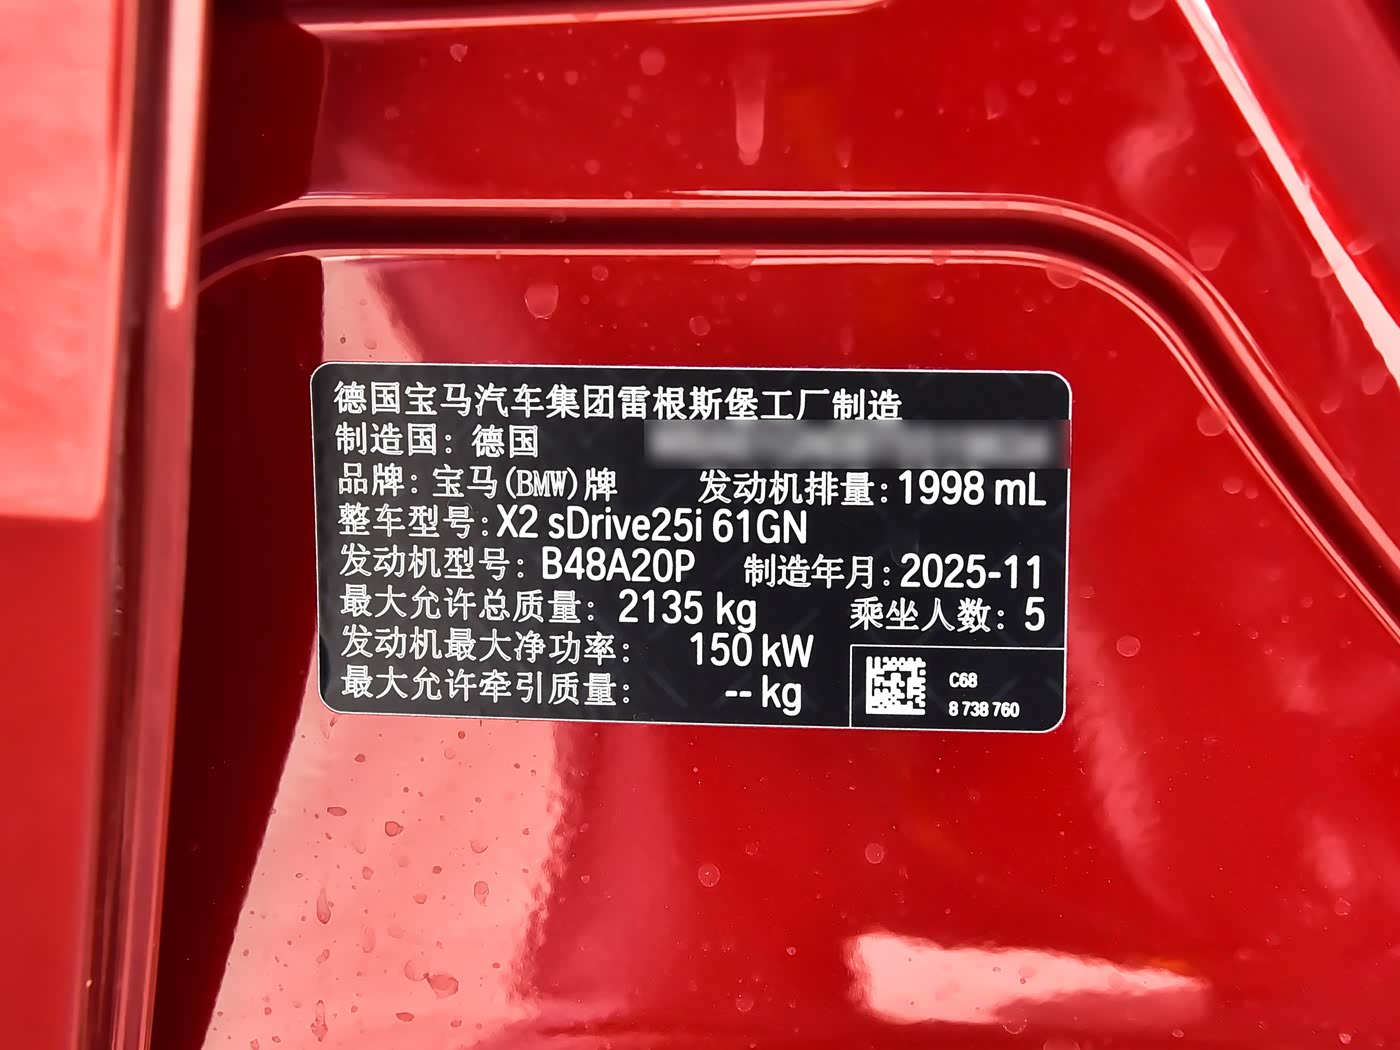 德国宝马汽车集团雷根斯堡工厂制造
制造国：德国
品牌：宝马(BMW)牌 发动机排量：1998 mL
整车型号：X2 sDrive25i 61GN
发动机型号：B48A20P 制造年月：2025-11
最大允许总质量：2135 kg 乘坐人数：5
发动机最大净功率：150 kW
最大允许牵引质量：-- kg
C68
8 738 760